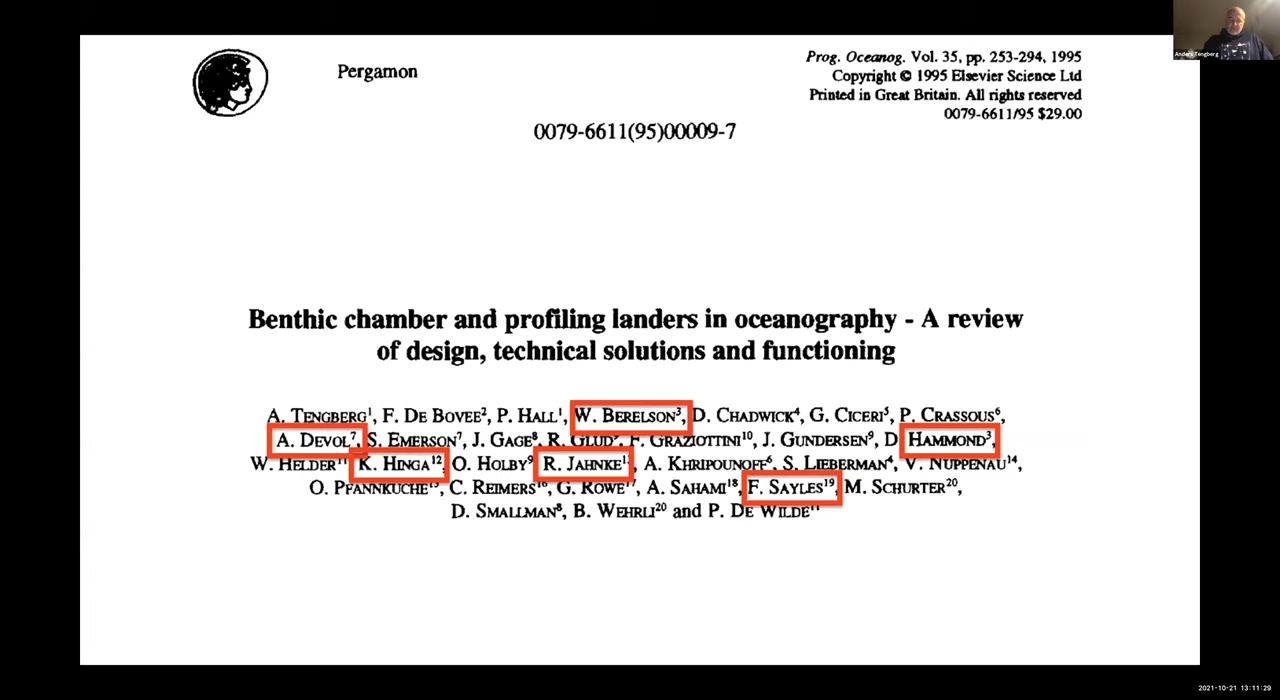 Pergamon
Prog. Oceanog. Vol. 35, pp. 253-294, 1995
Copyright © 1995 Elsevier Science Ltd
Printed in Great Britain. All rights reserved
0079-6611/95 $29.00
0079-6611(95)00009-7
Anders Tengberg
Benthic chamber and profiling landers in oceanography - A review
of design, technical solutions and functioning
A. TENGBERG¹, F. DE BOVEE², P. HALL¹, W. BERELSON³, D. CHADWICK⁴, G. CICERI⁵, P. CRASSOUS⁶,
A. DEVOL⁷, S. EMERSON⁷, J. GAGE⁸, R. GLUD⁹, F. GRAZIOTTINI¹⁰, J. GUNDERSEN⁹, D HAMMOND³,
W. HELDER¹¹ K. HINGA¹², O. HOLBY⁹ R. JAHNKE¹, A. KHRIPOUNOFF⁶, S. LIEBERMAN⁴, V. NUPPENAU¹⁴,
O. PFANNKUCHE¹⁵, C. REIMERS¹⁶, G. ROWE¹⁷, A. SAHAMI¹⁸, F. SAYLES¹⁹, M. SCHURTER²⁰,
D. SMALLMAN⁸, B. WEHRLI²⁰ and P. DE WILDE¹¹
2021-10-21 13:11:29